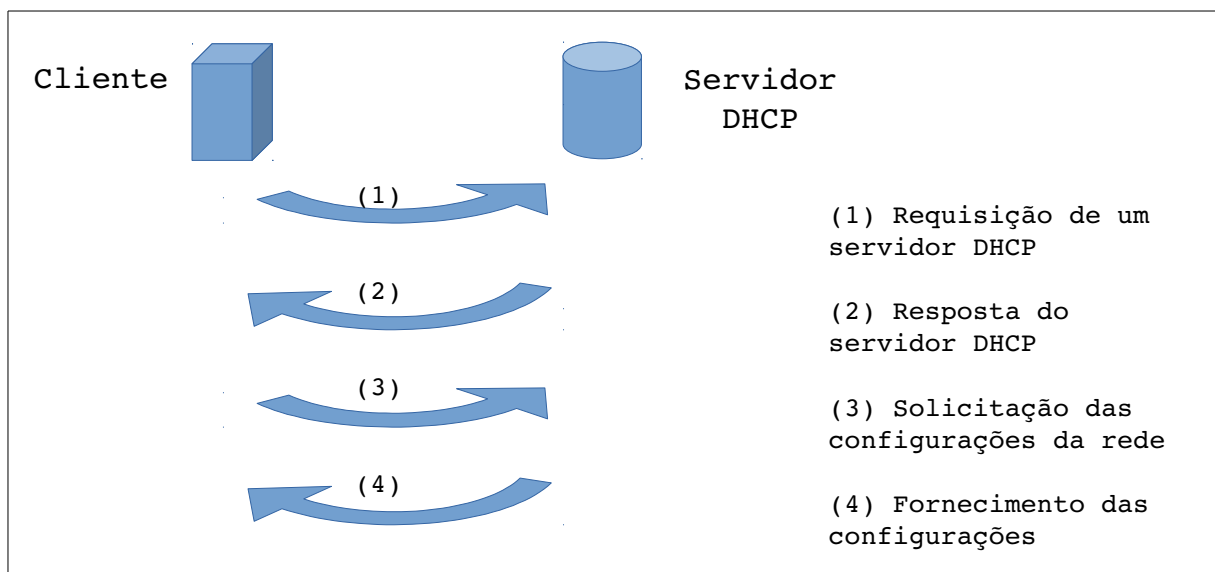 Cliente
Servidor
DHCP
(1)
(1) Requisição de um
servidor DHCP
(2)
(2) Resposta do
servidor DHCP
(3)
(3) Solicitação das
configurações da rede
(4)
(4) Fornecimento das
configurações